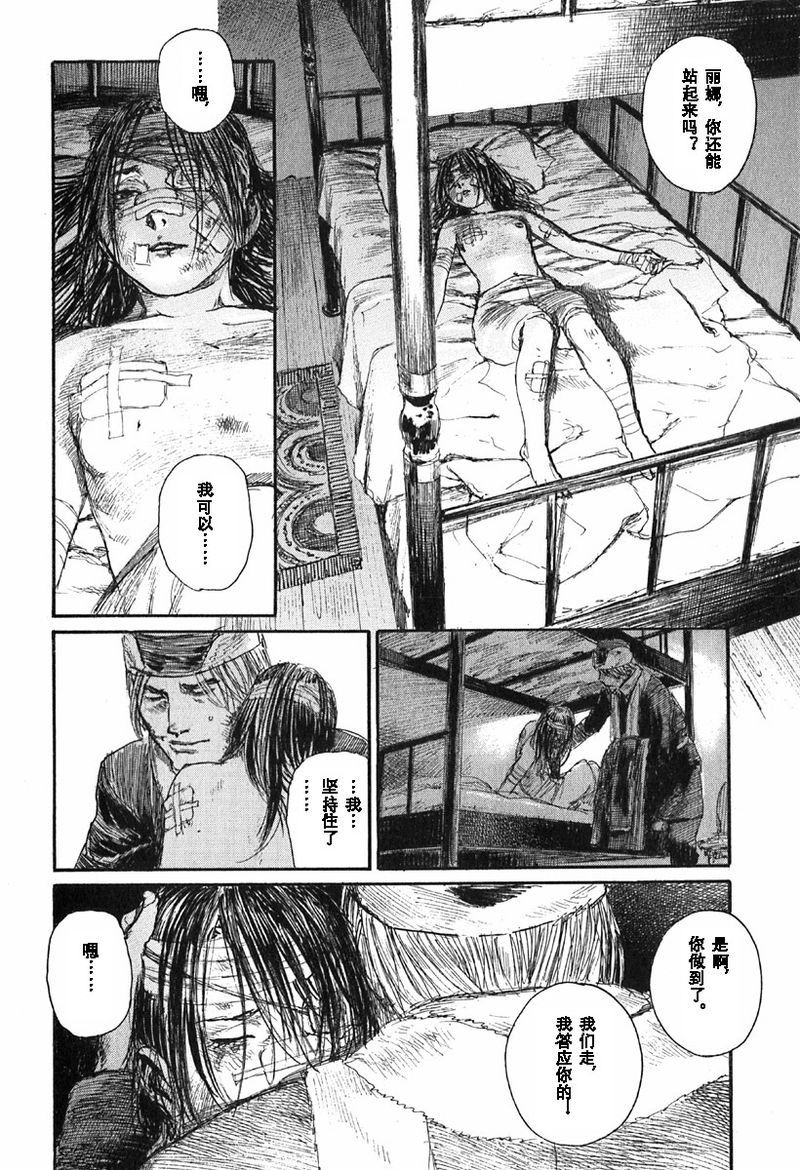 丽娜，你还能
站起来吗？
……嗯，
我可以……
……我……
坚持住了
是啊，
你做到了。
我们走，
我答应你的！
嗯……